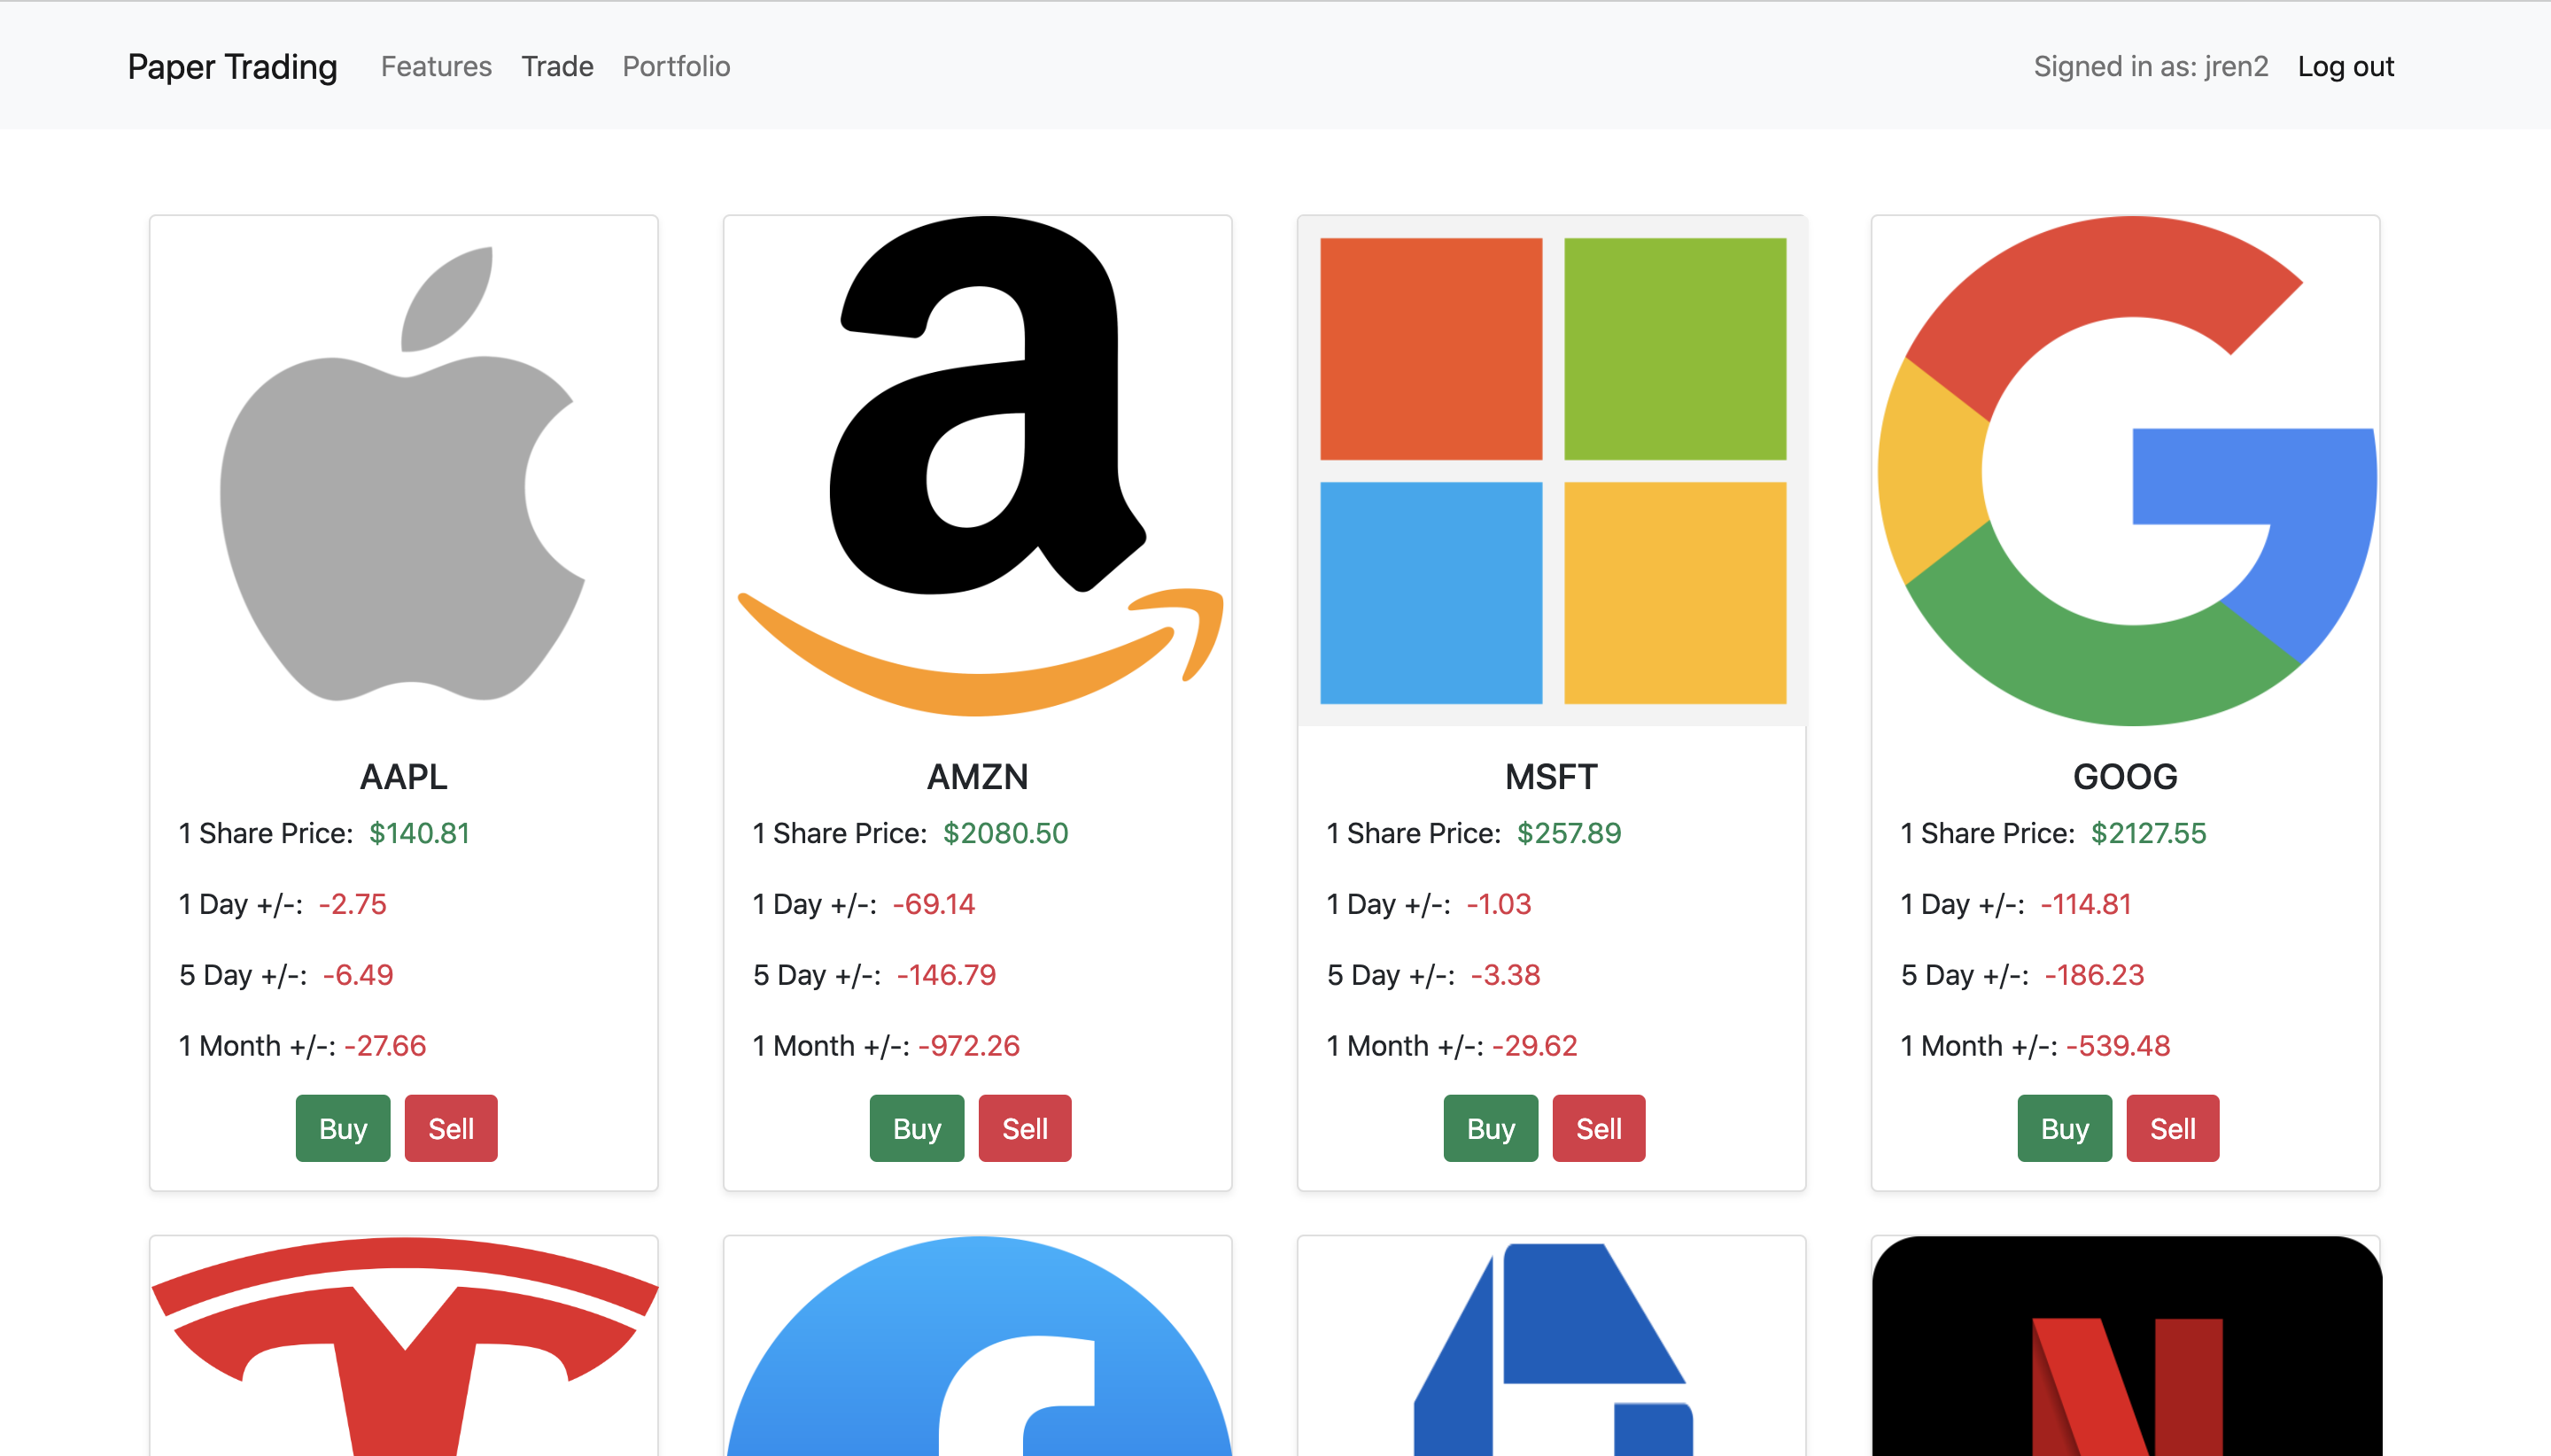 Paper Trading Features Trade Portfolio Signed in as: jren2 Log out
AAPL
1 Share Price: $140.81
1 Day +/-: -2.75
5 Day +/-: -6.49
1 Month +/-: -27.66
Buy Sell
AMZN
1 Share Price: $2080.50
1 Day +/-: -69.14
5 Day +/-: -146.79
1 Month +/-: -972.26
Buy Sell
MSFT
1 Share Price: $257.89
1 Day +/-: -1.03
5 Day +/-: -3.38
1 Month +/-: -29.62
Buy Sell
GOOG
1 Share Price: $2127.55
1 Day +/-: -114.81
5 Day +/-: -186.23
1 Month +/-: -539.48
Buy Sell